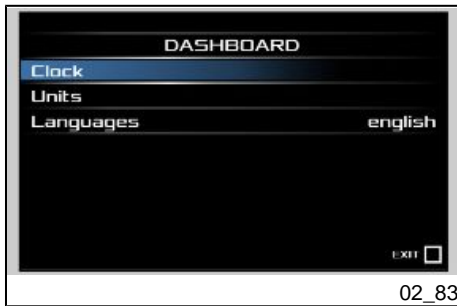 DASHBOARD
Clock
Units
Languages english
EXIT
02_83